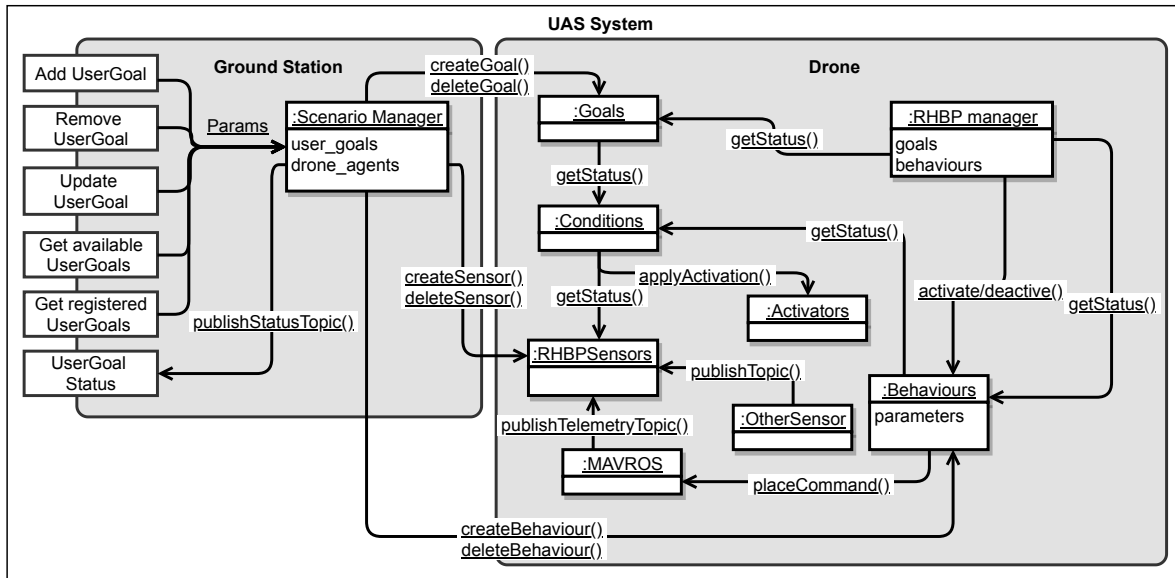 UAS System
Ground Station
Drone
Add UserGoal
Remove
UserGoal
Update
UserGoal
Get available
UserGoals
Get registered
UserGoals
UserGoal
Status
Params
:Scenario Manager
user_goals
drone_agents
publishStatusTopic()
createGoal()
deleteGoal()
createSensor()
deleteSensor()
createBehaviour()
deleteBehaviour()
:Goals
getStatus()
:Conditions
getStatus()
applyActivation()
:Activators
:RHBPSensors
publishTelemetryTopic()
:MAVROS
publishTopic()
:OtherSensor
placeCommand()
getStatus()
:RHBP manager
goals
behaviours
getStatus()
activate/deactive()
getStatus()
:Behaviours
parameters